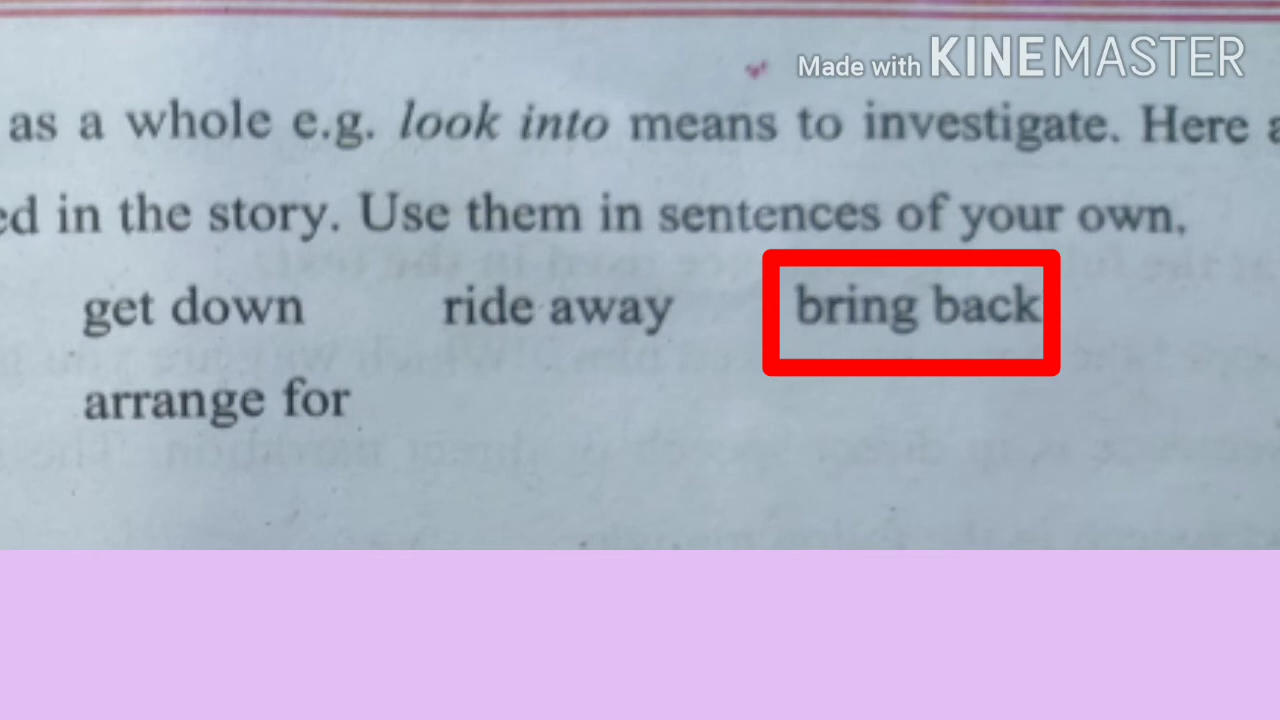 Made with KINEMASTER
as a whole e.g. look into means to investigate. Here
in the story. Use them in sentences of your own.
get down ride away bring back
arrange for